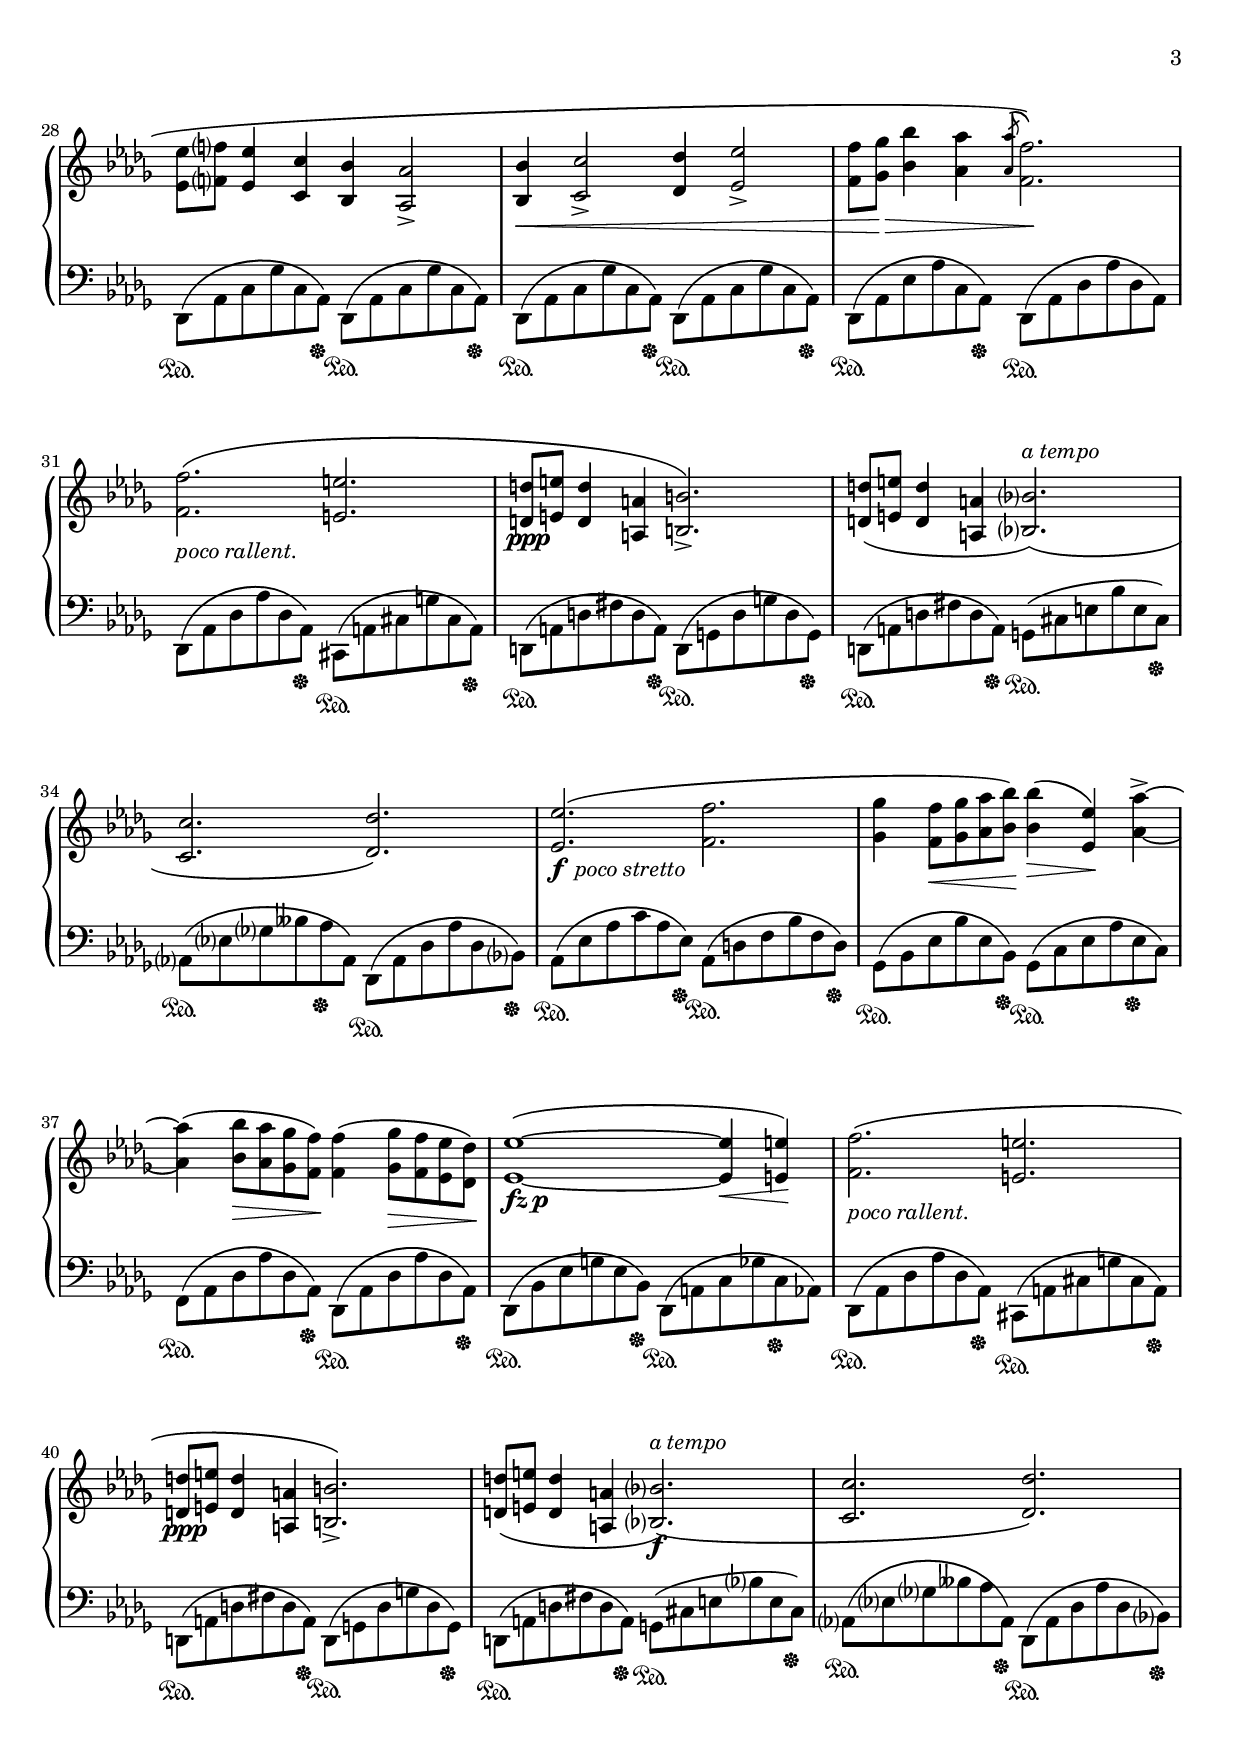 3
28
31
a tempo
poco rallent.
ppp
34
f poco stretto
37
fz p
poco rallent.
40
a tempo
ppp
f